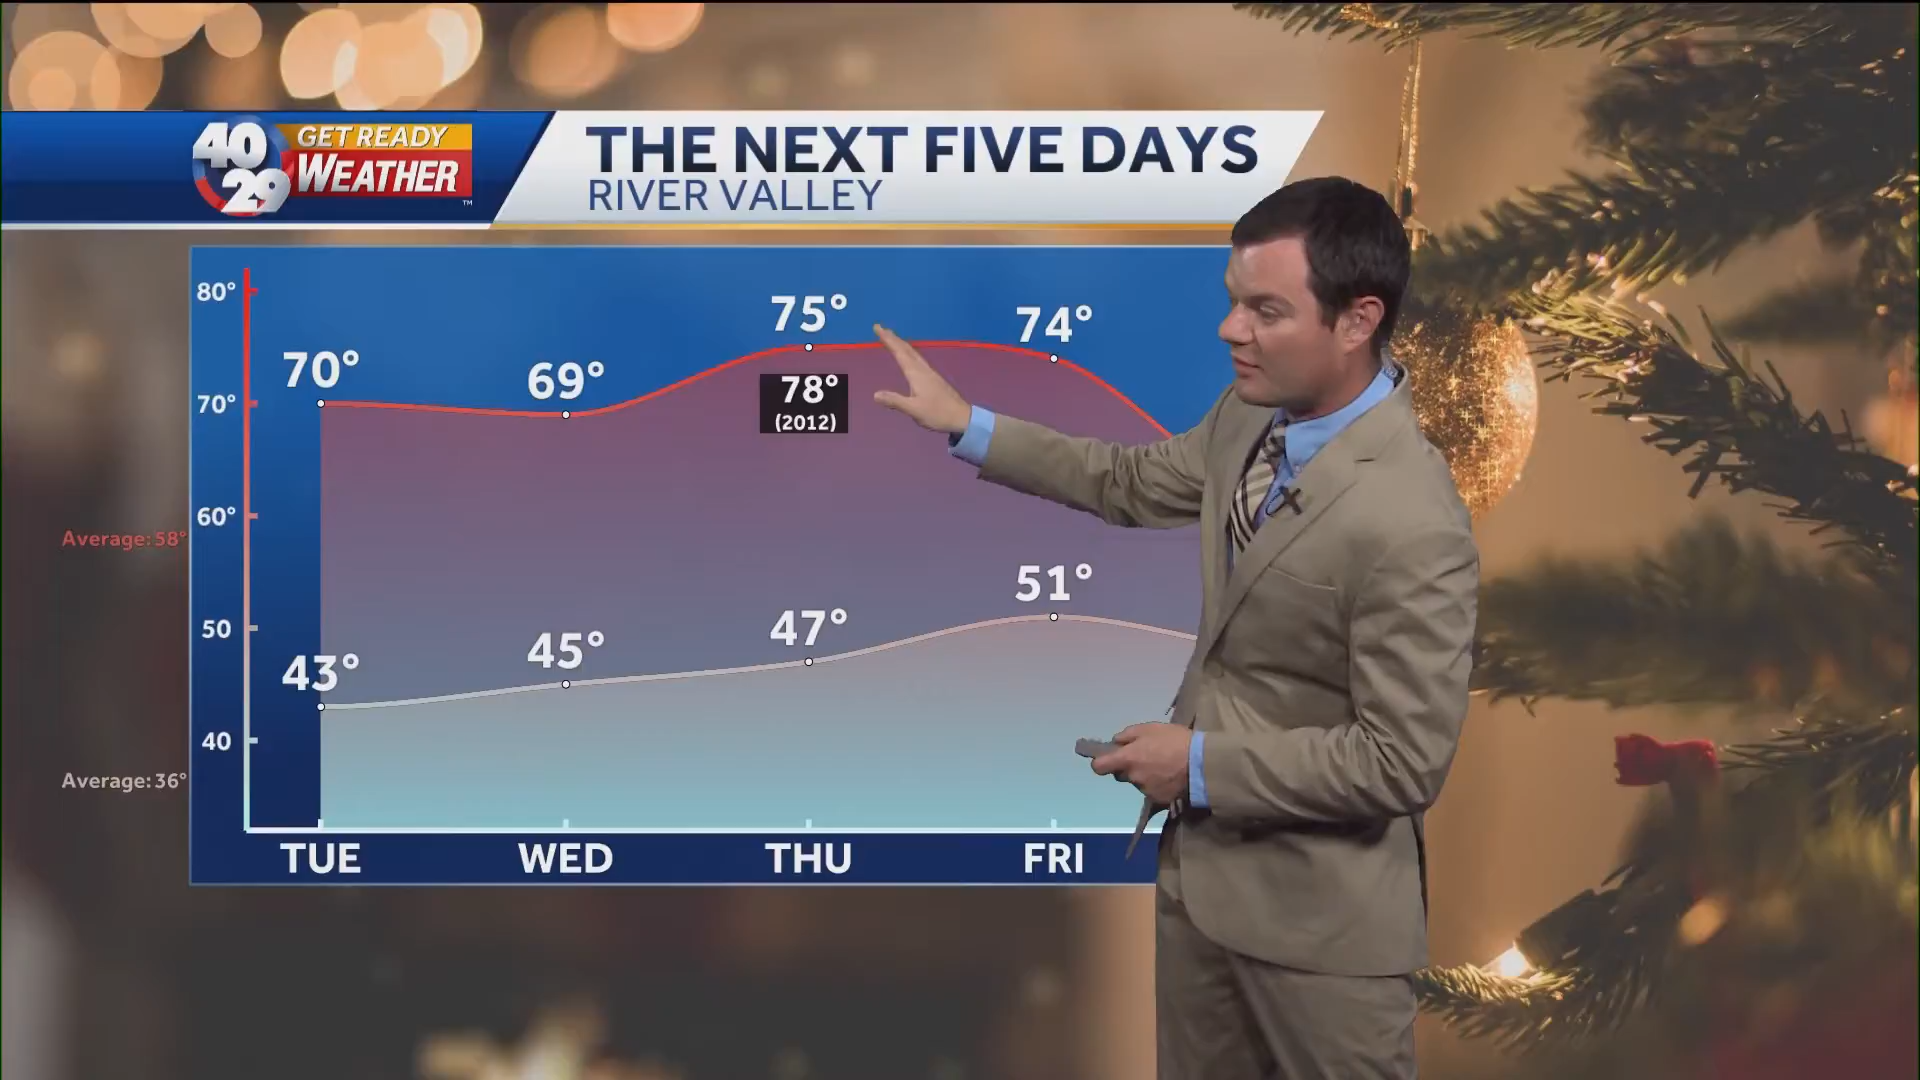 40
29
GET READY
WEATHER
™
THE NEXT FIVE DAYS
RIVER VALLEY
80°
70°
60°
50
40
Average:58°
Average:36°
70°
69°
75°
74°
78°
(2012)
43°
45°
47°
51°
TUE
WED
THU
FRI